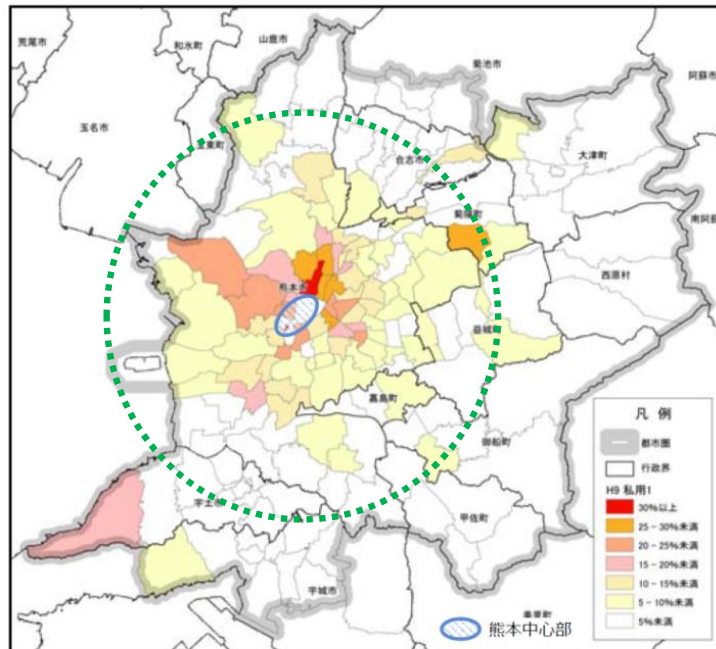 荒尾市
和水町
山鹿市
菊池市
阿蘇市
玉名市
玉東町
合志市
大津町
菊陽町
南阿蘇
西原村
熊本市
益城町
嘉島町
御船町
宇土市
甲佐町
宇城市
美里町
凡 例
都市圏
行政界
H9 私用1
30%以上
25-30%未満
20-25%未満
15-20%未満
10-15%未満
5-10%未満
5%未満
熊本中心部